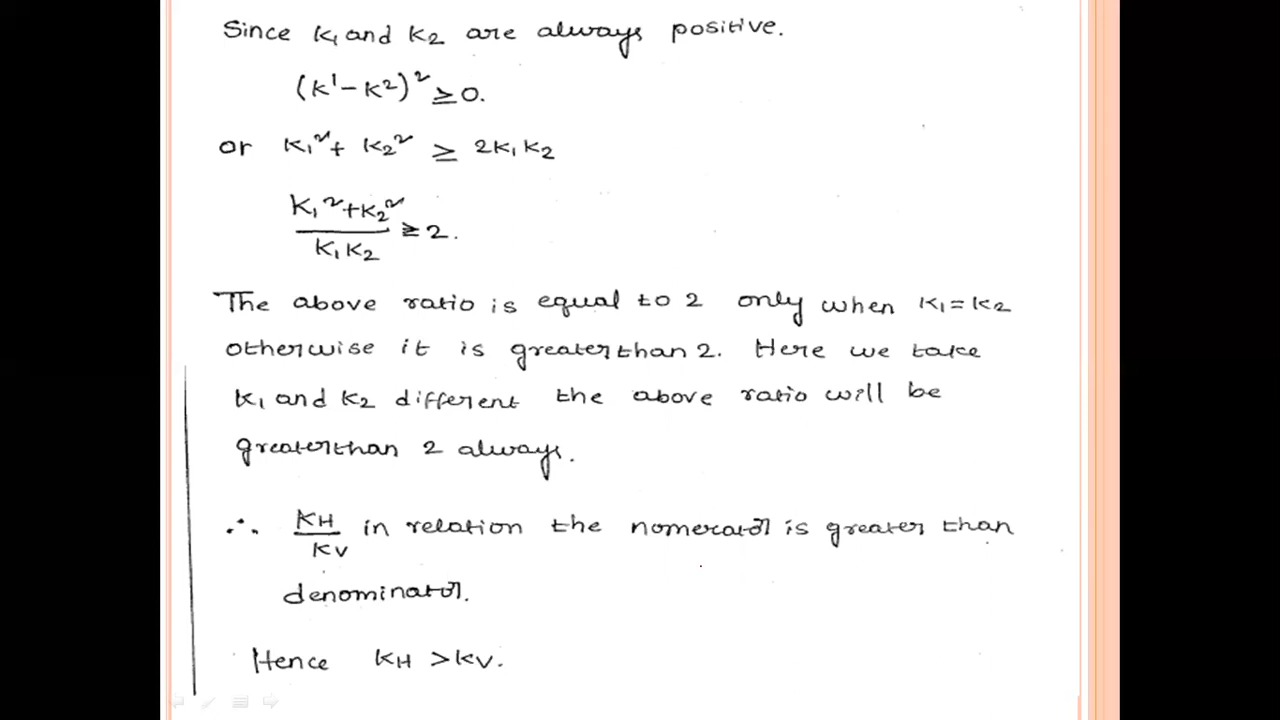 Since K₁ and K₂ are always positive.
(K¹ - K²)² ≥ 0.
or K₁² + K₂² ≥ 2K₁K₂
K₁² + K₂²
K₁K₂
≥ 2.
The above ratio is equal to 2 only when K₁ = K₂
otherwise it is greaterthan 2. Here we take
K₁ and K₂ different the above ratio will be
greaterthan 2 always.
∴ KH/KV in relation the nomerator is greater than
denominator.
Hence KH > KV.